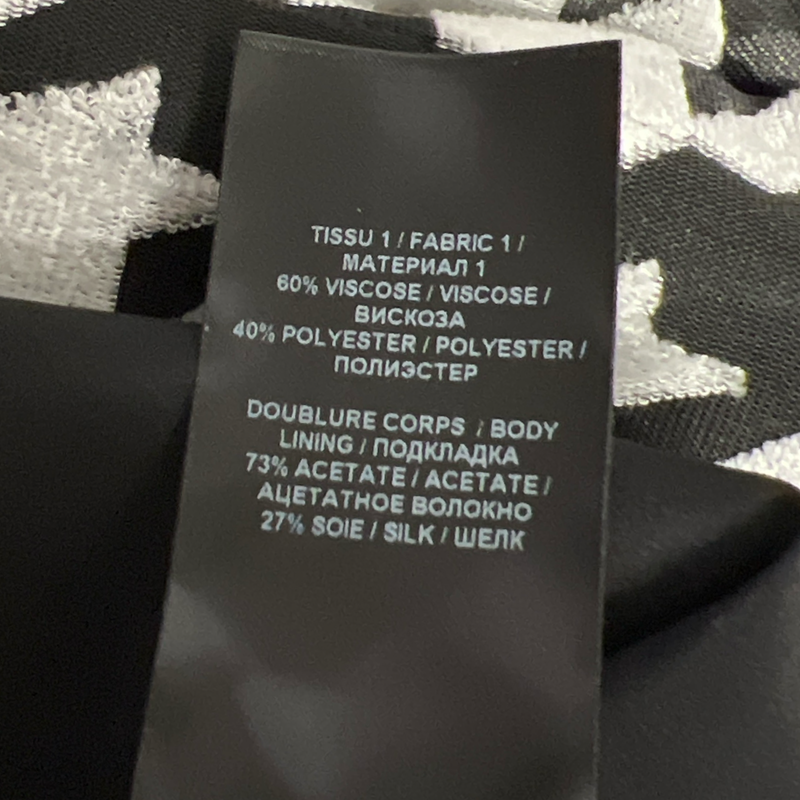 TISSU 1 / FABRIC 1 /
МАТЕРИАЛ 1
60% VISCOSE / VISCOSE /
ВИСКОЗА
40% POLYESTER / POLYESTER /
ПОЛИЭСТЕР
DOUBLURE CORPS / BODY
LINING / ПОДКЛАДКА
73% ACETATE / ACETATE /
АЦЕТАТНОЕ ВОЛОКНО
27% SOIE / SILK / ШЕЛК